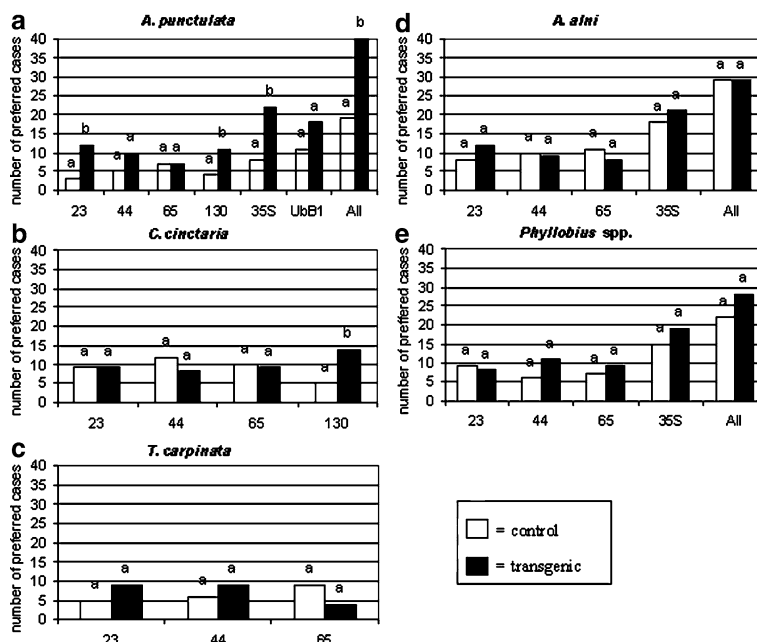 a
A. punctulata
number of preferred cases
40
35
30
25
20
15
10
5
0
a b a a a a a b a b a a a b
23 44 65 130 35S UbB1 All
b
C. cinctaria
number of preferred cases
40
35
30
25
20
15
10
5
0
a a a a a a a b
23 44 65 130
c
T. carpinata
number of preferred cases
40
35
30
25
20
15
10
5
0
a a a a a a
23 44 65
d
A. alni
number of preferred cases
40
35
30
25
20
15
10
5
0
a a a a a a a a a a
23 44 65 35S All
e
Phyllobius spp.
number of preffered cases
40
35
30
25
20
15
10
5
0
a a a a a a a a a a
23 44 65 35S All
= control
= transgenic